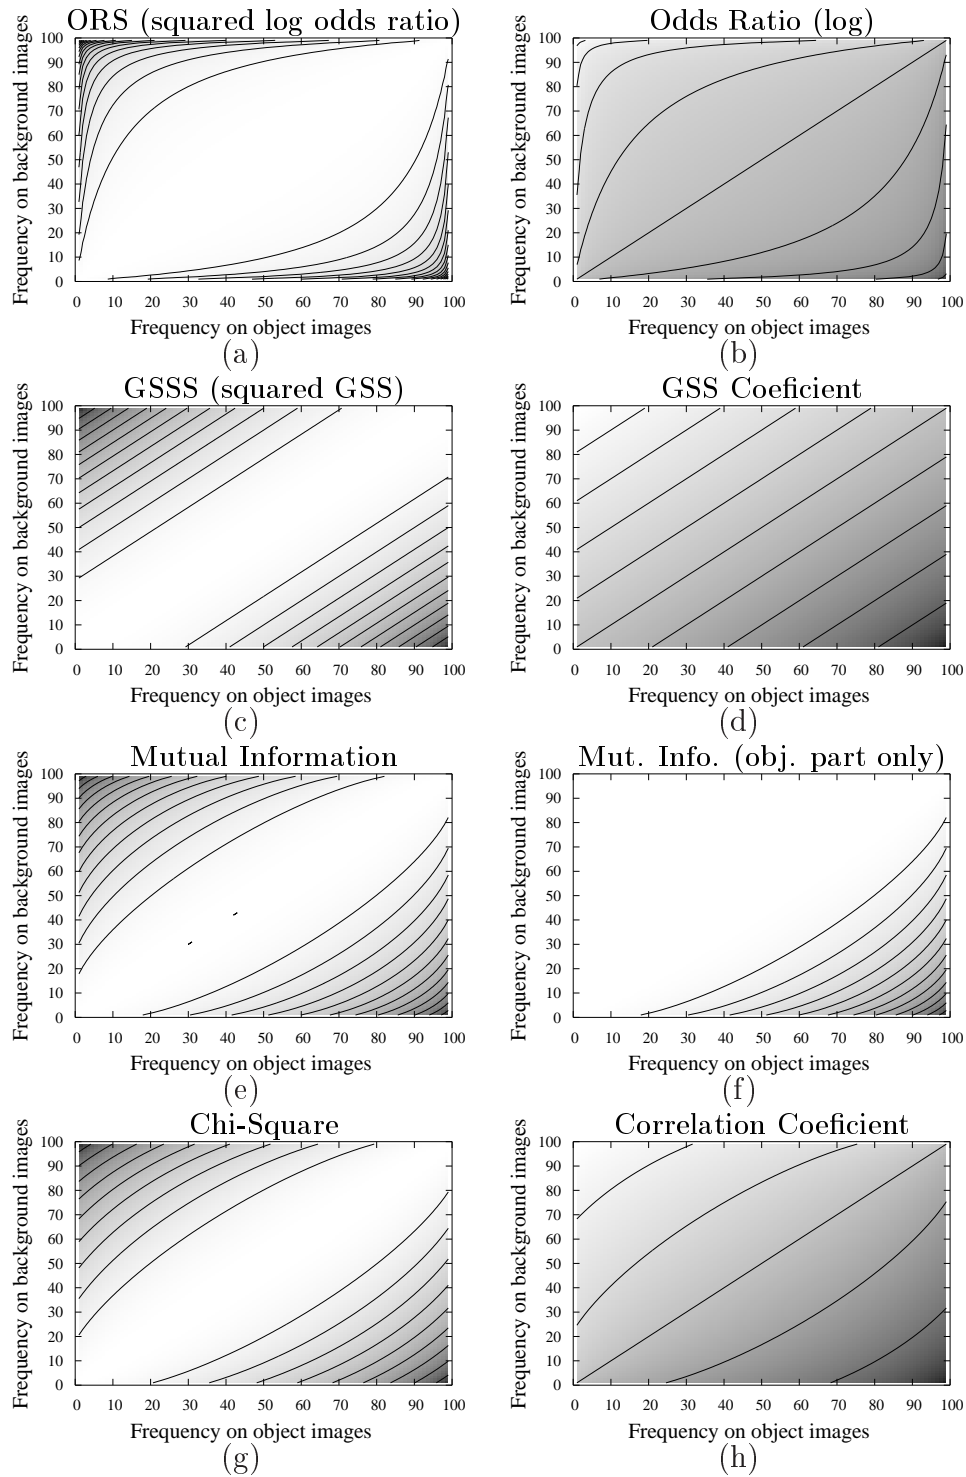 ORS (squared log odds ratio)
Frequency on background images
100
90
80
70
60
50
40
30
20
10
0
0 10 20 30 40 50 60 70 80 90 100
Frequency on object images
(a)
Odds Ratio (log)
Frequency on background images
100
90
80
70
60
50
40
30
20
10
0
0 10 20 30 40 50 60 70 80 90 100
Frequency on object images
(b)
GSSS (squared GSS)
Frequency on background images
100
90
80
70
60
50
40
30
20
10
0
0 10 20 30 40 50 60 70 80 90 100
Frequency on object images
(c)
GSS Coeficient
Frequency on background images
100
90
80
70
60
50
40
30
20
10
0
0 10 20 30 40 50 60 70 80 90 100
Frequency on object images
(d)
Mutual Information
Frequency on background images
100
90
80
70
60
50
40
30
20
10
0
0 10 20 30 40 50 60 70 80 90 100
Frequency on object images
(e)
Mut. Info. (obj. part only)
Frequency on background images
100
90
80
70
60
50
40
30
20
10
0
0 10 20 30 40 50 60 70 80 90 100
Frequency on object images
(f)
Chi-Square
Frequency on background images
100
90
80
70
60
50
40
30
20
10
0
0 10 20 30 40 50 60 70 80 90 100
Frequency on object images
(g)
Correlation Coeficient
Frequency on background images
100
90
80
70
60
50
40
30
20
10
0
0 10 20 30 40 50 60 70 80 90 100
Frequency on object images
(h)